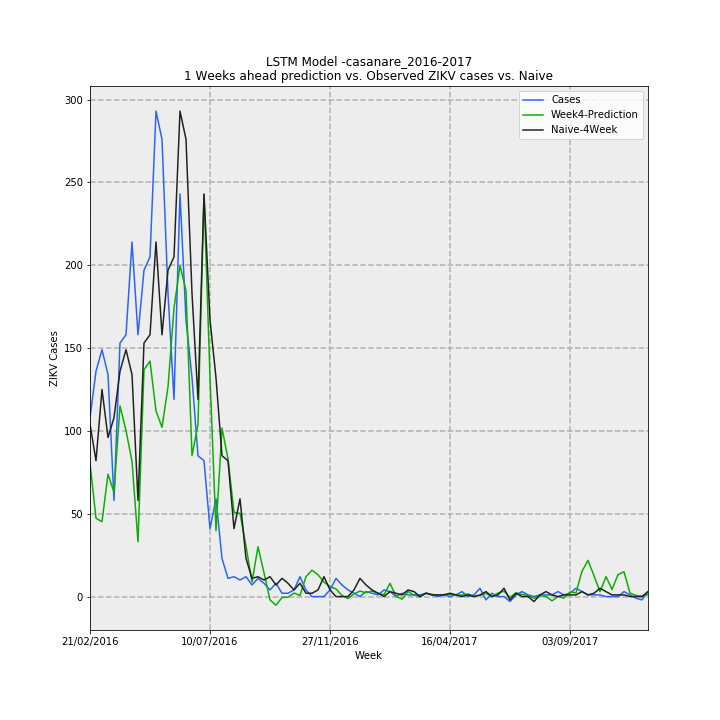 LSTM Model -casanare_2016-2017
1 Weeks ahead prediction vs. Observed ZIKV cases vs. Naive
Cases
Week4-Prediction
Naive-4Week
300
250
200
150
100
50
0
ZIKV Cases
21/02/2016
10/07/2016
27/11/2016
16/04/2017
03/09/2017
Week